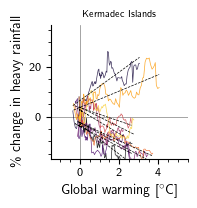 Kermadec Islands
% change in heavy rainfall
20
0
0 2 4
Global warming [°C]